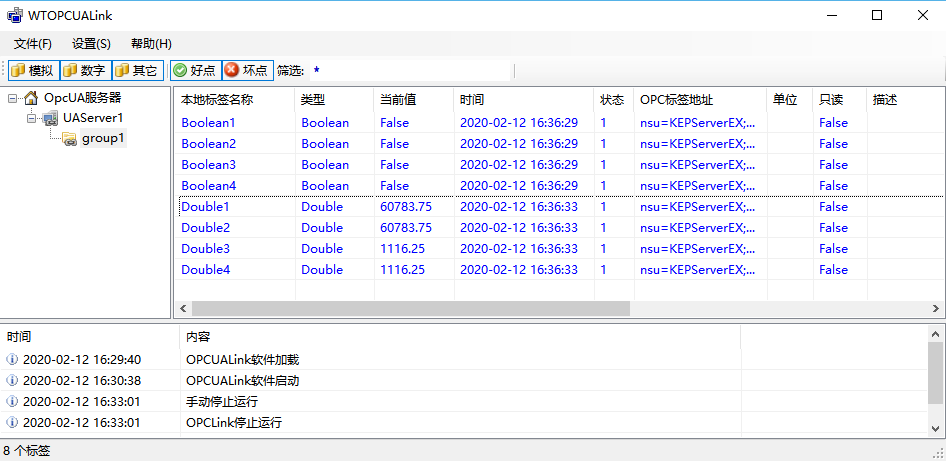 WTOPCUALink
文件(F) 设置(S) 帮助(H)
模拟 数字 其它 好点 坏点 筛选: *
OpcUA服务器
UAServer1
group1
本地标签名称 类型 当前值 时间 状态 OPC标签地址 单位 只读 描述
Boolean1 Boolean False 2020-02-12 16:36:29 1 nsu=KEPServerEX;... False
Boolean2 Boolean False 2020-02-12 16:36:29 1 nsu=KEPServerEX;... False
Boolean3 Boolean False 2020-02-12 16:36:29 1 nsu=KEPServerEX;... False
Boolean4 Boolean False 2020-02-12 16:36:29 1 nsu=KEPServerEX;... False
Double1 Double 60783.75 2020-02-12 16:36:33 1 nsu=KEPServerEX;... False
Double2 Double 60783.75 2020-02-12 16:36:33 1 nsu=KEPServerEX;... False
Double3 Double 1116.25 2020-02-12 16:36:33 1 nsu=KEPServerEX;... False
Double4 Double 1116.25 2020-02-12 16:36:33 1 nsu=KEPServerEX;... False
时间 内容
2020-02-12 16:29:40 OPCUALink软件加载
2020-02-12 16:30:38 OPCUALink软件启动
2020-02-12 16:33:01 手动停止运行
2020-02-12 16:33:01 OPCLink停止运行
8 个标签